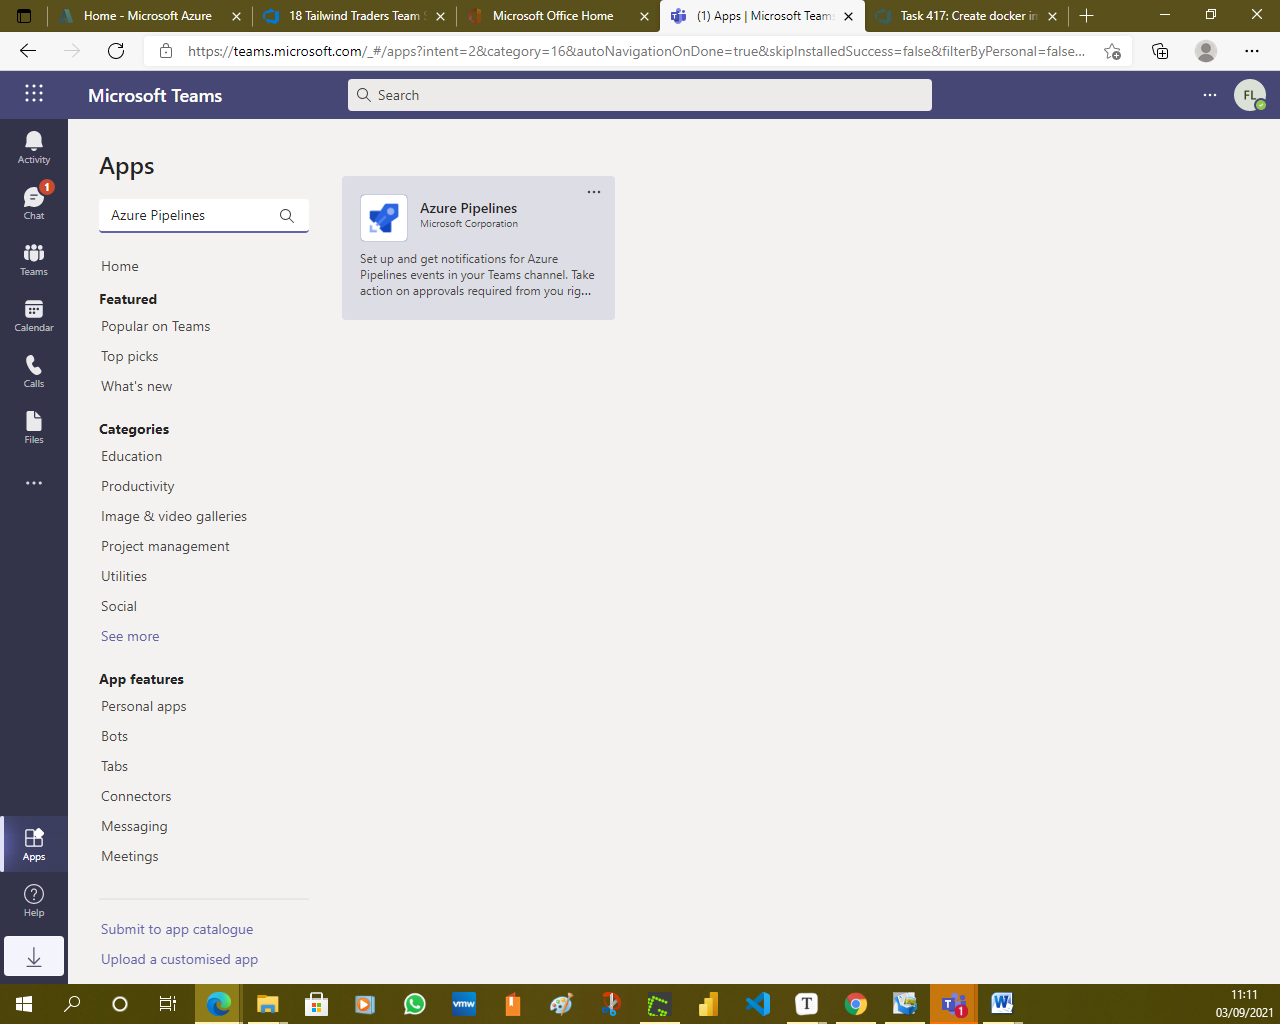 Home - Microsoft Azure
18 Tailwind Traders Team S
Microsoft Office Home
(1) Apps | Microsoft Teams
Task 417: Create docker im
https://teams.microsoft.com/_#/apps?intent=2&category=16&autoNavigationOnDone=true&skipInstalledSuccess=false&filterByPersonal=false...
Microsoft Teams
Search
FL
Activity
1
Chat
Teams
Calendar
Calls
Files
Apps
Help
Apps
Azure Pipelines
Home
Featured
Popular on Teams
Top picks
What's new
Categories
Education
Productivity
Image & video galleries
Project management
Utilities
Social
See more
App features
Personal apps
Bots
Tabs
Connectors
Messaging
Meetings
Submit to app catalogue
Upload a customised app
Azure Pipelines
Microsoft Corporation
Set up and get notifications for Azure
Pipelines events in your Teams channel. Take
action on approvals required from you rig...
vmw
T
1
W
11:11
03/09/2021